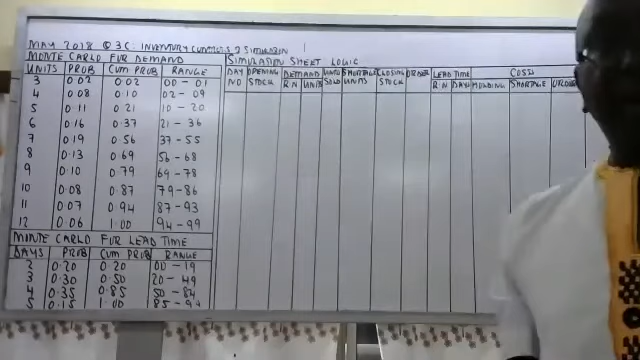 MAY 2018 Q3C: INVENTORY CONTROLS & SIMULATION
MONTE CARLO FUR DEMAND
UNITS PROB CUM PROB RANGE
3 0.02 0.02 00 - 01
4 0.08 0.10 02 - 09
5 0.11 0.21 10 - 20
6 0.16 0.37 21 - 36
7 0.19 0.56 37 - 55
8 0.13 0.69 56 - 68
9 0.10 0.79 69 - 78
10 0.08 0.87 79 - 86
11 0.07 0.94 87 - 93
12 0.06 1.00 94 - 99
MONTE CARLO FUR LEAD TIME
DAYS PROB CUM PROB RANGE
2 0.20 0.20 00 - 19
3 0.30 0.50 20 - 49
4 0.35 0.85 50 - 84
5 0.15 1.00 85 - 99
SIMULATION SHEET LOGIC
DAY OPENING DEMAND UNITS SHORTAGE CLOSING ORDER LEAD TIME COSTS
NO STOCK R.N UNITS SOLD UNITS STOCK R.N DAYS HOLDING SHORTAGE ORDER